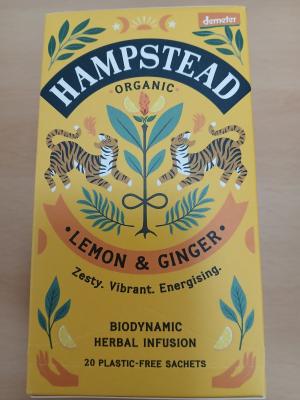 demeter
HAMPSTEAD
·ORGANIC·
·LEMON & GINGER·
Zesty. Vibrant. Energising.
BIODYNAMIC
HERBAL INFUSION
20 PLASTIC-FREE SACHETS